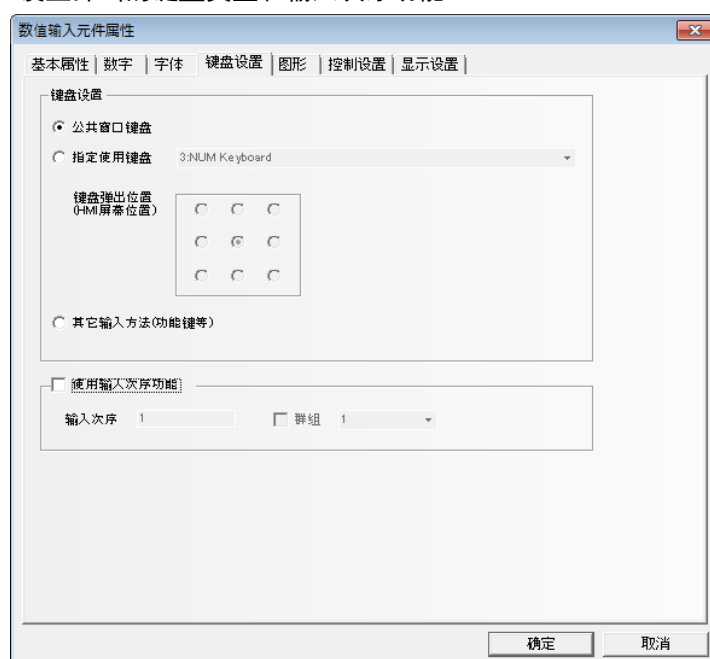 数值输入元件属性
基本属性 数字 字体 键盘设置 图形 控制设置 显示设置
键盘设置
公共窗口键盘
指定使用键盘 3:NUM Keyboard
键盘弹出位置
(HMI屏幕位置)
其它输入方法(功能键等)
使用输入次序功能
输入次序 1 群组 1
确定 取消